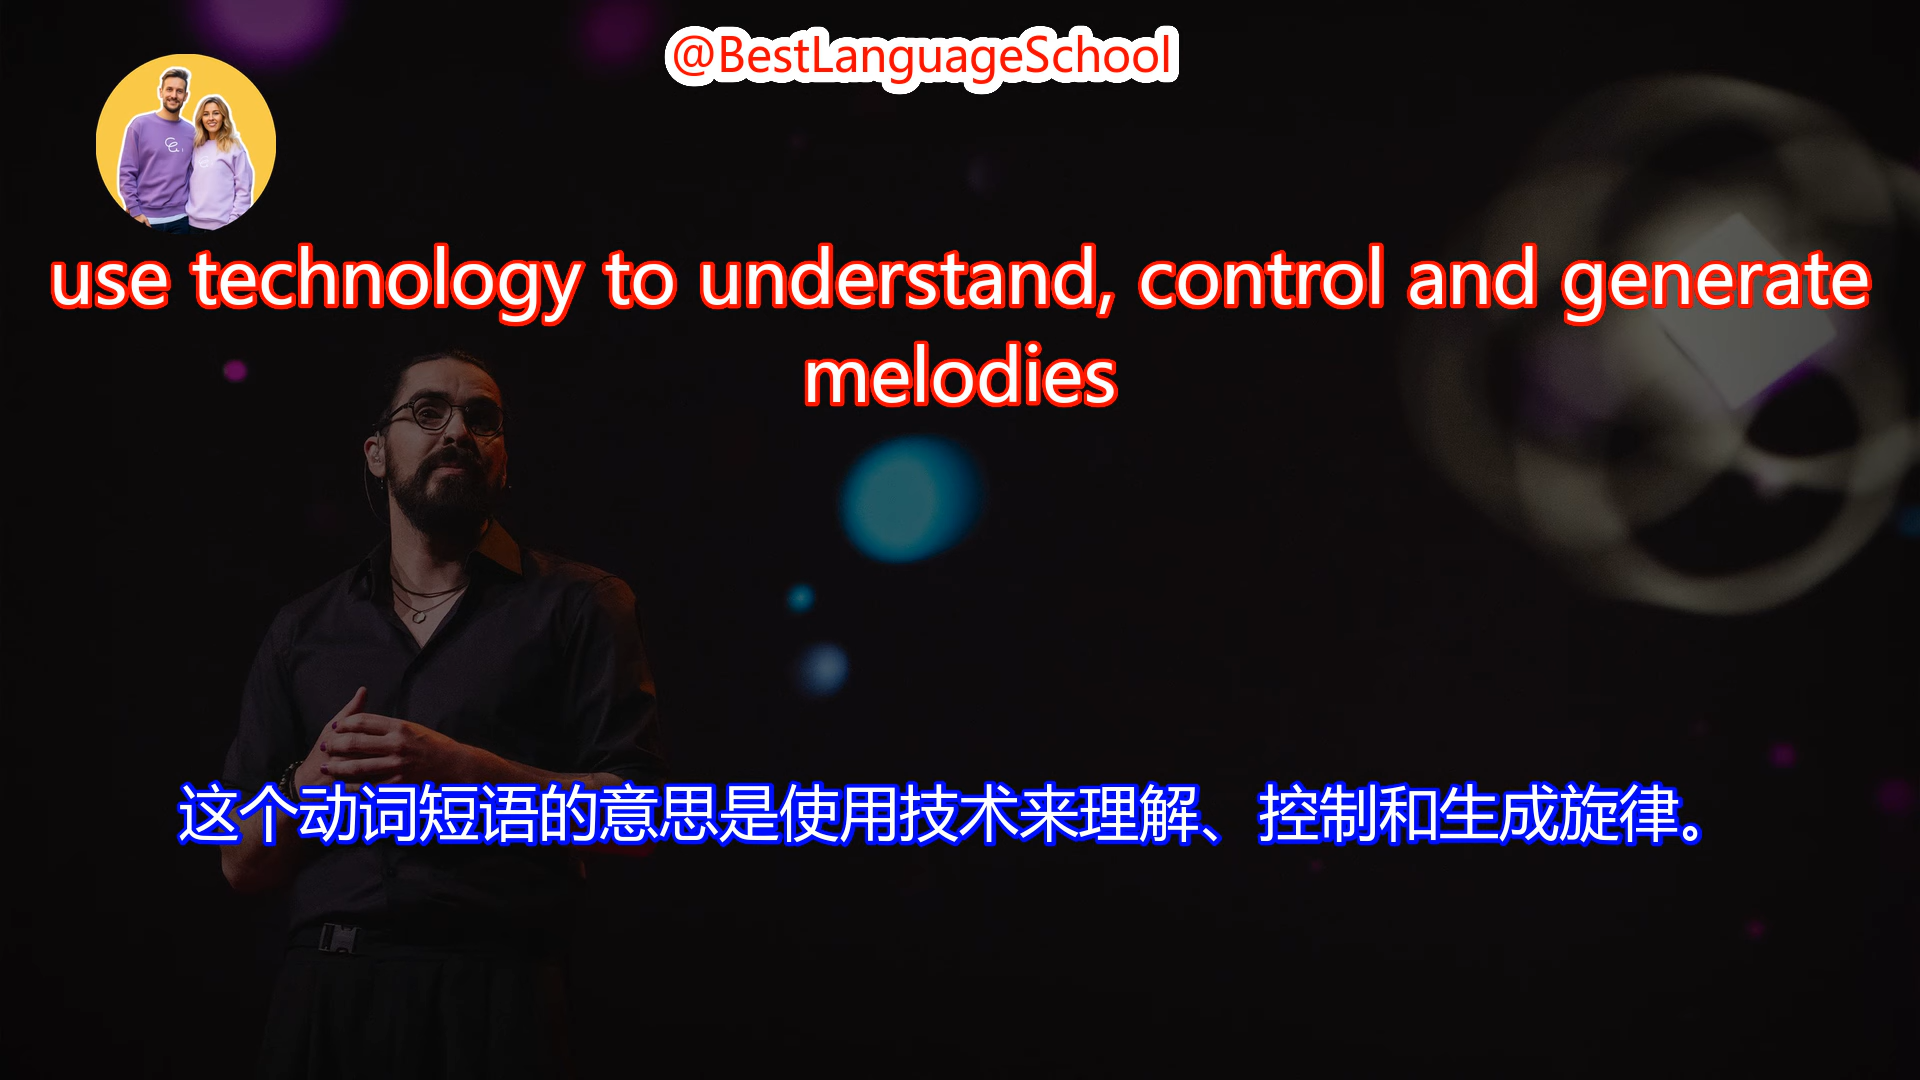 @BestLanguageSchool
use technology to understand, control and generate
melodies
这个动词短语的意思是使用技术来理解、控制和生成旋律。